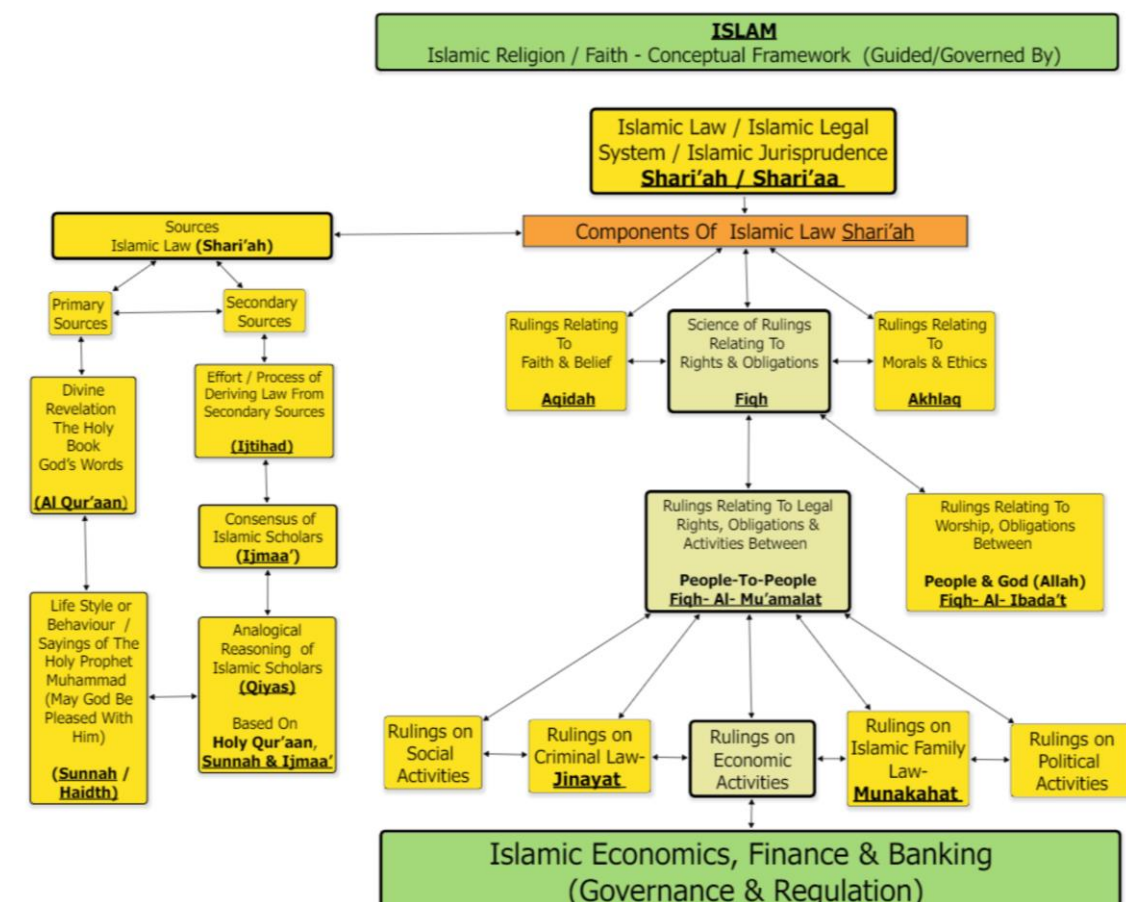 ISLAM
Islamic Religion / Faith - Conceptual Framework (Guided/Governed By)
Islamic Law / Islamic Legal
System / Islamic Jurisprudence
Shari'ah / Shari'aa
Sources
Islamic Law (Shari'ah)
Components Of Islamic Law Shari'ah
Primary
Sources
Secondary
Sources
Rulings Relating
To
Faith & Belief
Aqidah
Science of Rulings
Relating To
Rights & Obligations
Fiqh
Rulings Relating
To
Morals & Ethics
Akhlaq
Divine
Revelation
The Holy
Book
God's Words
(Al Qur'aan)
Effort / Process of
Deriving Law From
Secondary Sources
(Ijtihad)
Consensus of
Islamic Scholars
(Ijmaa')
Rulings Relating To Legal
Rights, Obligations &
Activities Between
People-To-People
Fiqh- Al- Mu'amalat
Rulings Relating To
Worship, Obligations
Between
People & God (Allah)
Fiqh- Al- Ibada't
Life Style or
Behaviour /
Sayings of The
Holy Prophet
Muhammad
(May God Be
Pleased With
Him)
(Sunnah /
Haidth)
Analogical
Reasoning of
Islamic Scholars
(Qiyas)
Based On
Holy Qur'aan,
Sunnah & Ijmaa'
Rulings on
Social
Activities
Rulings on
Criminal Law-
Jinayat
Rulings on
Economic
Activities
Rulings on
Islamic Family
Law-
Munakahat
Rulings on
Political
Activities
Islamic Economics, Finance & Banking
(Governance & Regulation)